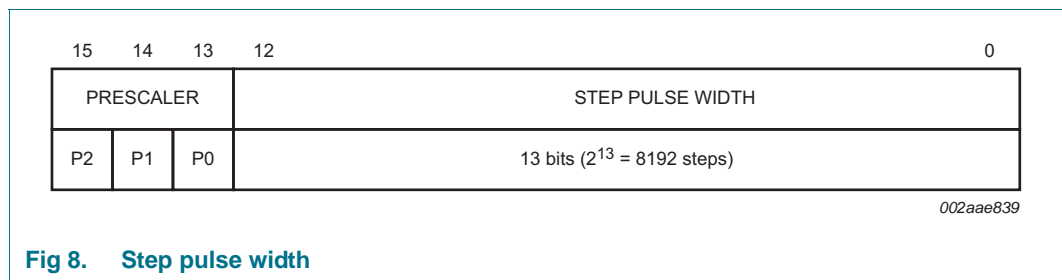 15 14 13 12 0
PRESCALER STEP PULSE WIDTH
P2 P1 P0 13 bits (2^13 = 8192 steps)
002aae839
Fig 8. Step pulse width